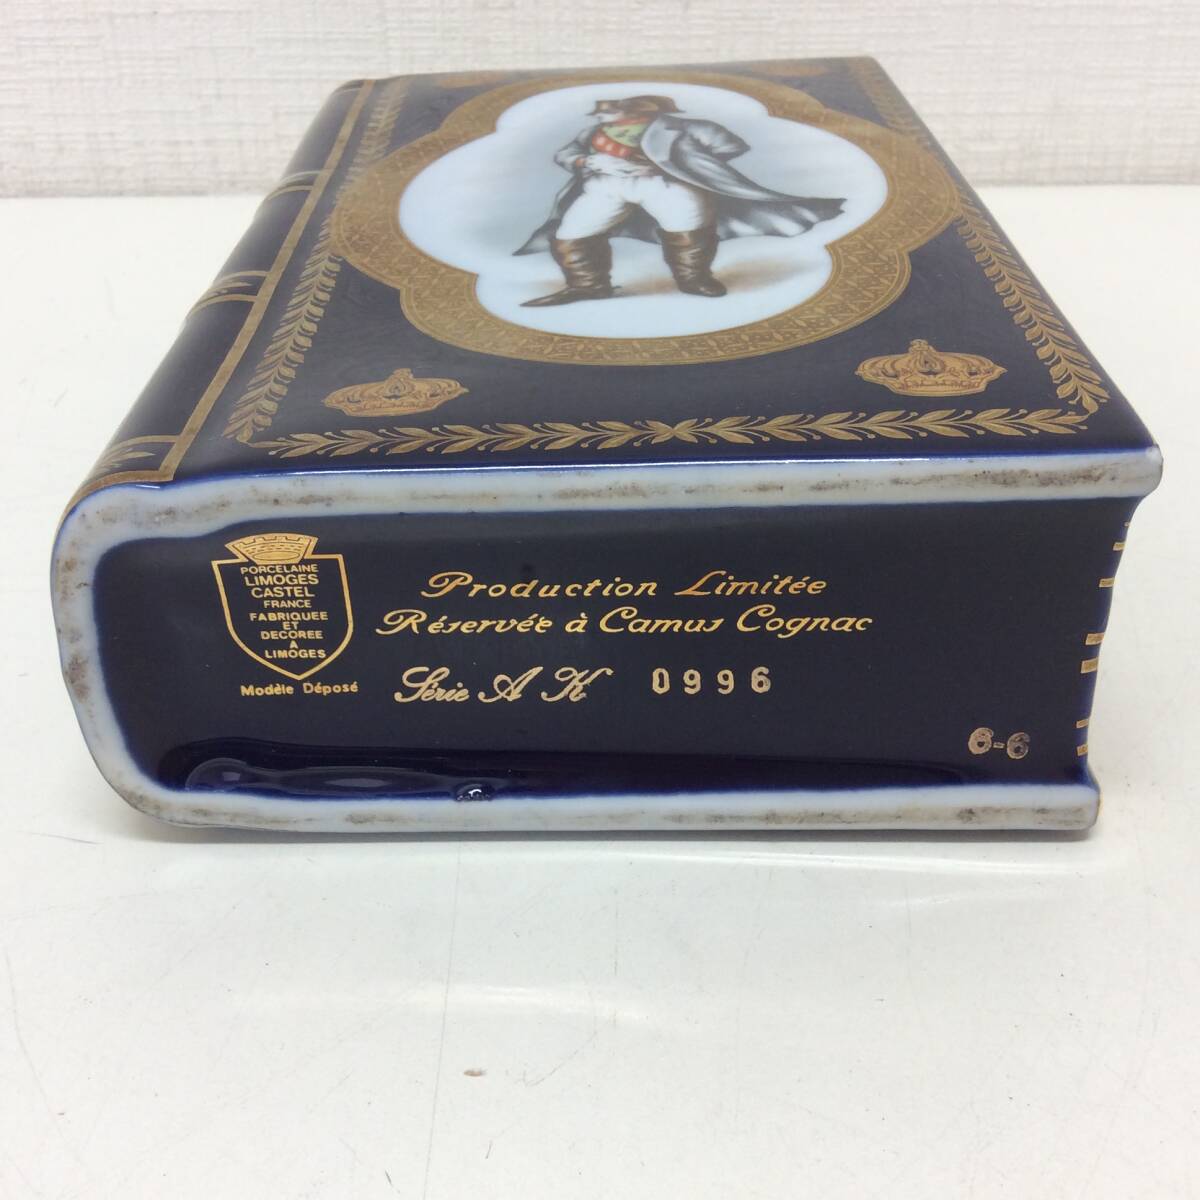 PORCELAINE
LIMOGES
CASTEL
FRANCE
FABRIQUEE
ET
DECOREE
A
LIMOGES
Modèle Déposé
Production Limitée
Réservée à Camus Cognac
Série A K 0996
6-6